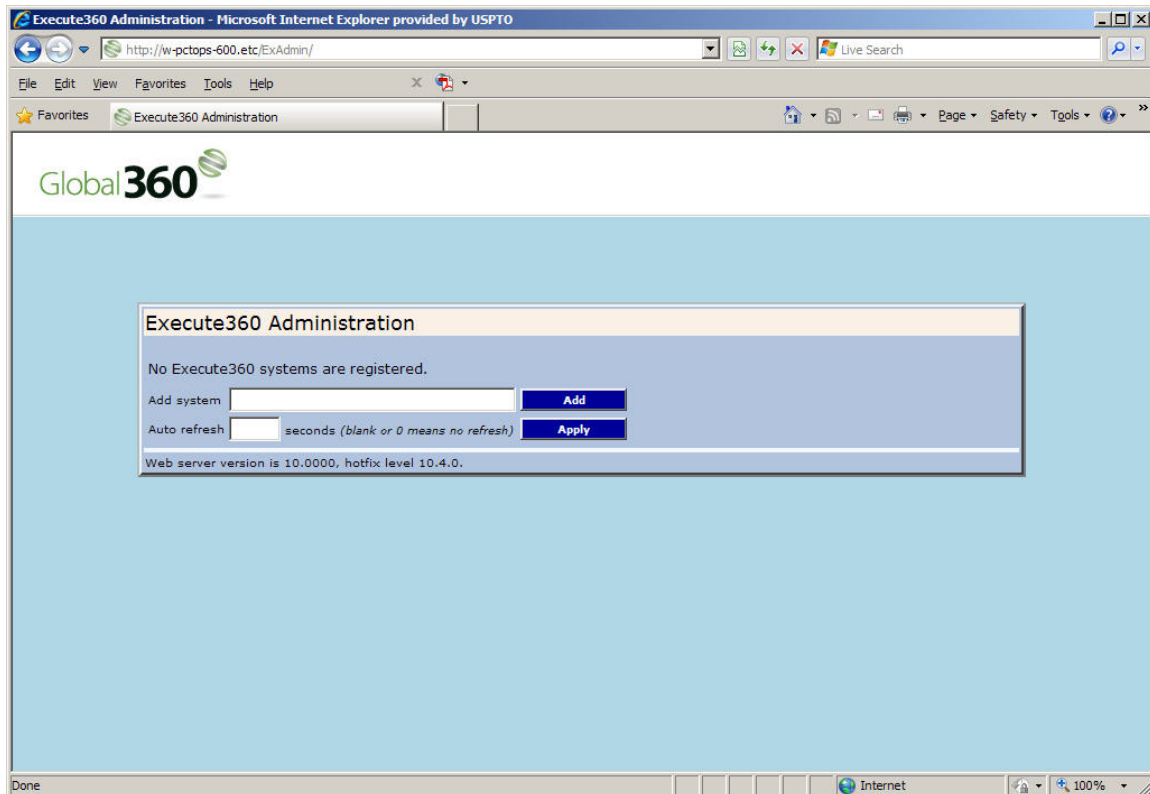 Execute360 Administration - Microsoft Internet Explorer provided by USPTO
http://w-pctops-600.etc/ExAdmin/
Live Search
File Edit View Favorites Tools Help
Favorites
Execute360 Administration
Page Safety Tools
Global 360
Execute360 Administration
No Execute360 systems are registered.
Add system Add
Auto refresh seconds (blank or 0 means no refresh) Apply
Web server version is 10.0000, hotfix level 10.4.0.
Done Internet 100%